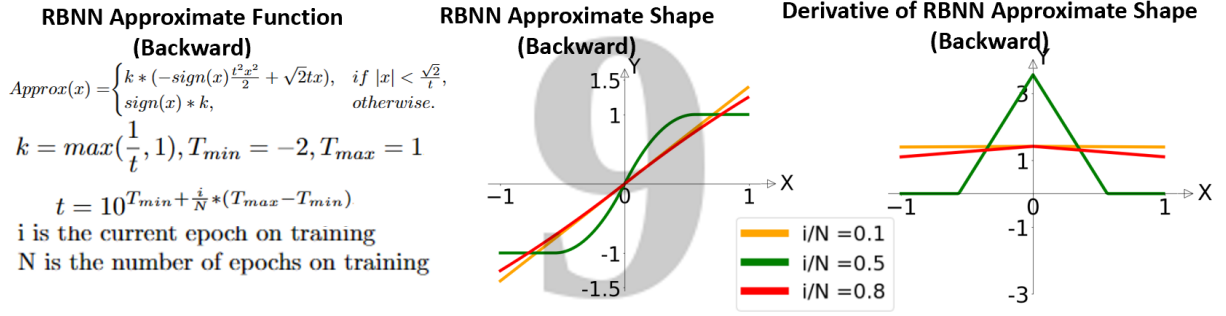 RBNN Approximate Function
(Backward)
Approx(x) = { k * (-sign(x) t²x²/2 + √2tx), if |x| < √2/t,
sign(x) * k, otherwise.
k = max(1/t, 1), T_min = −2, T_max = 1
t = 10^{T_min + i/N *(T_max − T_min)}
i is the current epoch on training
N is the number of epochs on training
RBNN Approximate Shape
(Backward)
Y
1.5
1
X
−1
0
1
-1
-1.5
9
Derivative of RBNN Approximate Shape
(Backward)
Y
3
1
X
−1
0
1
-1
-3
i/N =0.1
i/N =0.5
i/N =0.8